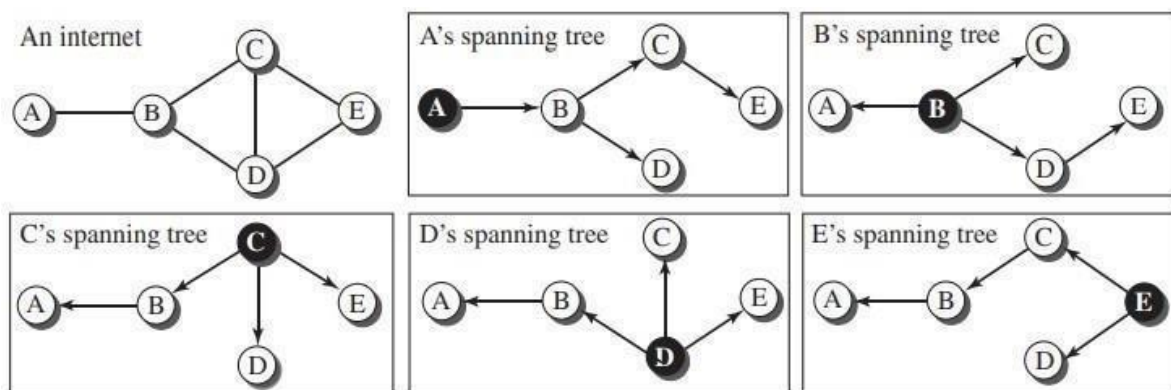 An internet
C
A
B
E
D
A's spanning tree
C
A
B
E
D
B's spanning tree
C
A
B
E
D
C's spanning tree
C
A
B
E
D
D's spanning tree
C
A
B
E
D
E's spanning tree
C
A
B
E
D